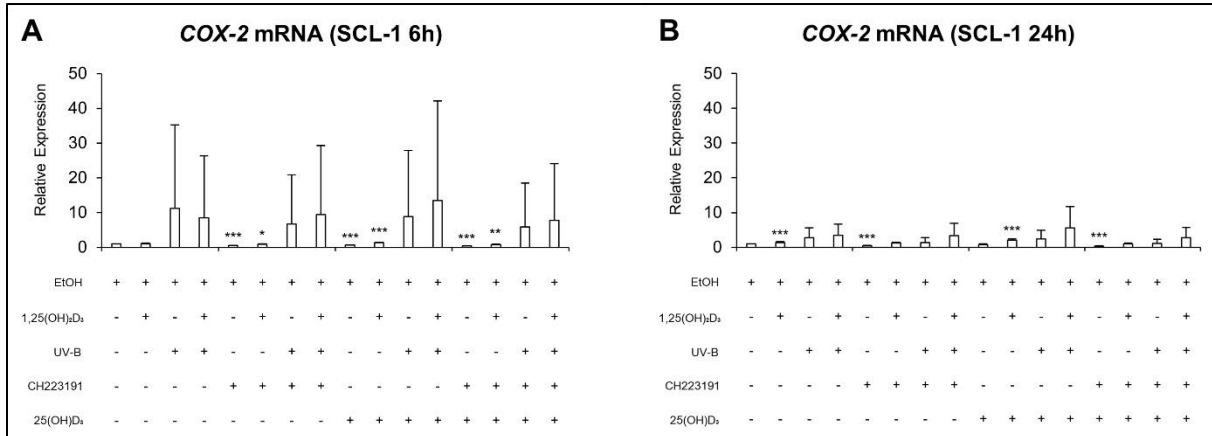 A
COX-2 mRNA (SCL-1 6h)
Relative Expression
50
40
30
20
10
0
*** * *** *** *** **
EtOH + + + + + + + + + + + + + + + +
1,25(OH)₂D₃ - + - + - + - + - + - + - + - +
UV-B - - + + - - + + - - + + - - + +
CH223191 - - - - + + + + - - - - + + + +
25(OH)D₃ - - - - - - - - + + + + + + + +
B
COX-2 mRNA (SCL-1 24h)
Relative Expression
50
40
30
20
10
0
*** *** *** ***
EtOH + + + + + + + + + + + + + + + +
1,25(OH)₂D₃ - + - + - + - + - + - + - + - +
UV-B - - + + - - + + - - + + - - + +
CH223191 - - - - + + + + - - - - + + + +
25(OH)D₃ - - - - - - - - + + + + + + + +